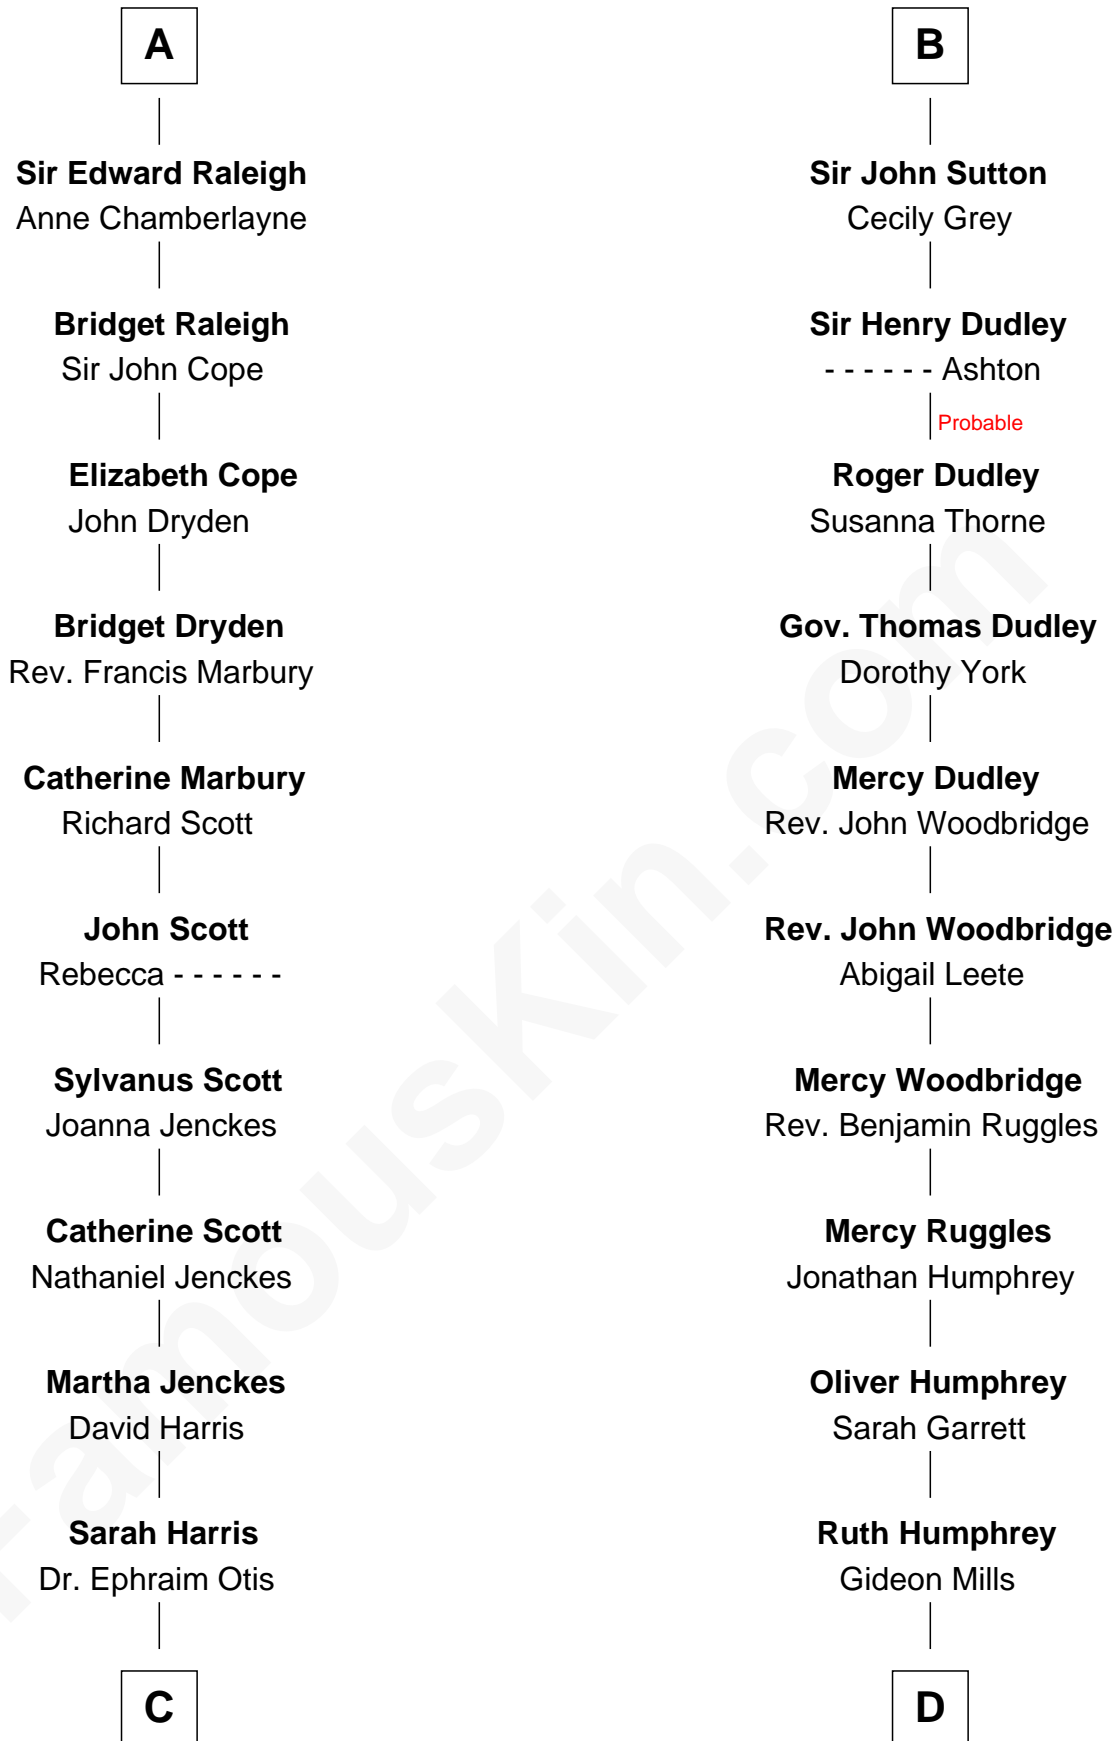 A
Sir Edward Raleigh
Anne Chamberlayne
Bridget Raleigh
Sir John Cope
Elizabeth Cope
John Dryden
Bridget Dryden
Rev. Francis Marbury
Catherine Marbury
Richard Scott
John Scott
Rebecca - - - - - -
Sylvanus Scott
Joanna Jenckes
Catherine Scott
Nathaniel Jenckes
Martha Jenckes
David Harris
Sarah Harris
Dr. Ephraim Otis
C
B
Sir John Sutton
Cecily Grey
Sir Henry Dudley
- - - - - - Ashton
Probable
Roger Dudley
Susanna Thorne
Gov. Thomas Dudley
Dorothy York
Mercy Dudley
Rev. John Woodbridge
Rev. John Woodbridge
Abigail Leete
Mercy Woodbridge
Rev. Benjamin Ruggles
Mercy Ruggles
Jonathan Humphrey
Oliver Humphrey
Sarah Garrett
Ruth Humphrey
Gideon Mills
D
FamousKin.com